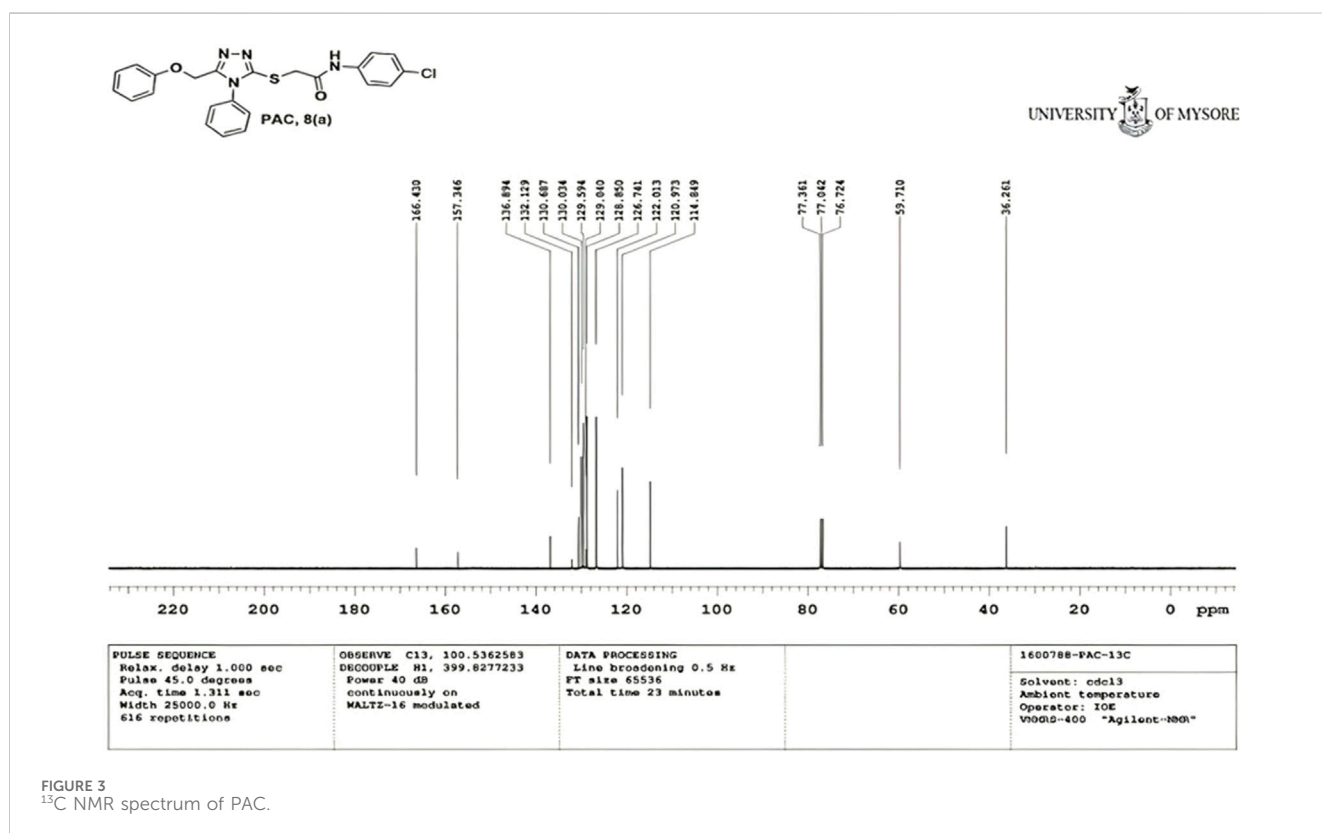 N N
O
N
S
H
N
O
Cl
PAC, 8(a)
UNIVERSITY OF MYSORE
166.430
157.346
136.894
132.129
130.687
130.034
129.594
129.040
128.850
126.741
122.013
120.973
114.849
77.361
77.042
76.724
59.710
36.261
220 200 180 160 140 120 100 80 60 40 20 0 ppm
PULSE SEQUENCE
Relax. delay 1.000 sec
Pulse 45.0 degrees
Acq. time 1.311 sec
Width 25000.0 Hz
616 repetitions
OBSERVE C13, 100.5362583
DECOUPLE H1, 399.8277233
Power 40 dB
continuously on
WALTZ-16 modulated
DATA PROCESSING
Line broadening 0.5 Hz
FT size 65536
Total time 23 minutes
1600788-PAC-13C
Solvent: cdcl3
Ambient temperature
Operator: IOE
-400 "Agilent-NMR"
FIGURE 3
¹³C NMR spectrum of PAC.